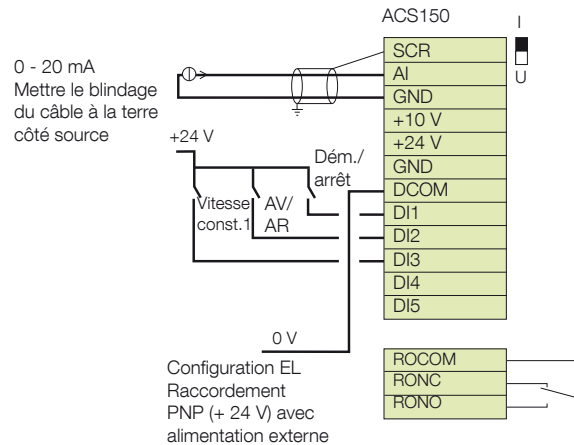 ACS150
I
U
0 - 20 mA
Mettre le blindage
du câble à la terre
côté source
SCR
AI
GND
+10 V
+24 V
GND
DCOM
DI1
DI2
DI3
DI4
DI5
+24 V
Dém./
arrêt
Vitesse
const.1
AV/
AR
0 V
Configuration EL
Raccordement
PNP (+ 24 V) avec
alimentation externe
ROCOM
RONC
RONO